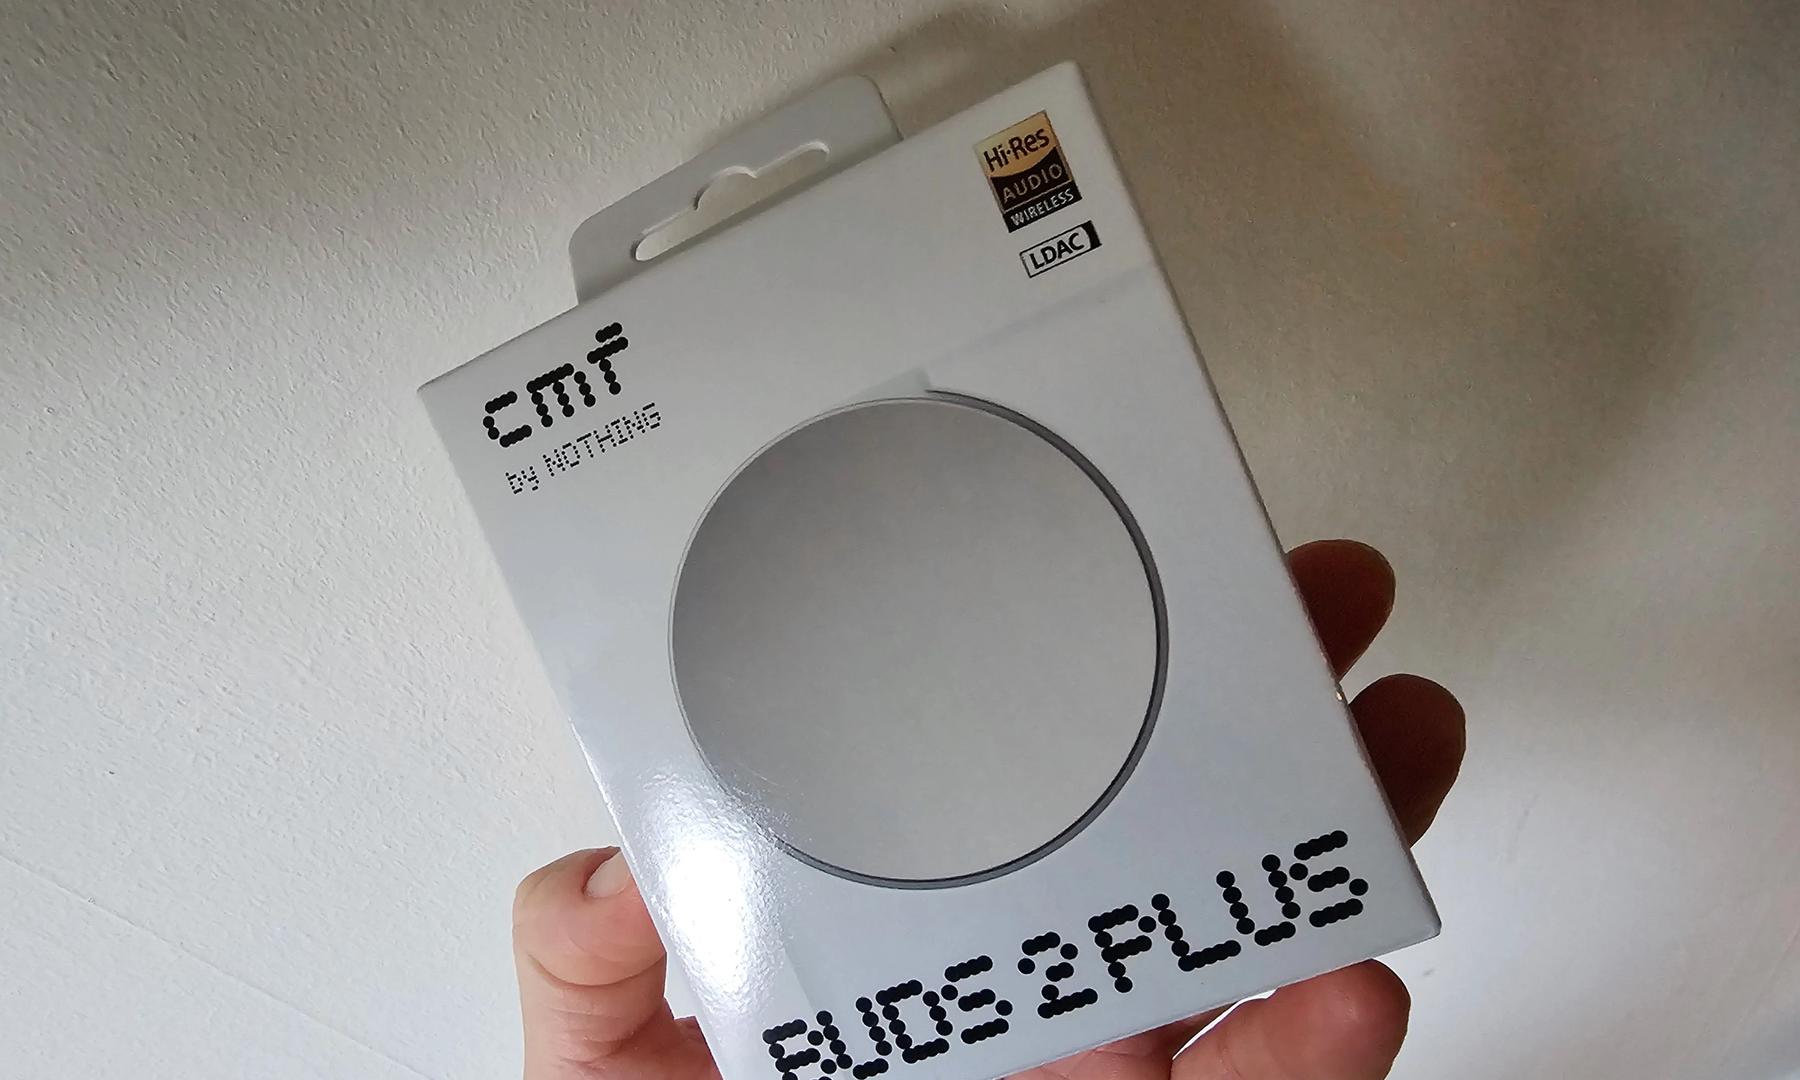 Hi-Res
AUDIO
WIRELESS
LDAC
cmf
by NOTHING
BUDS 2 PLUS